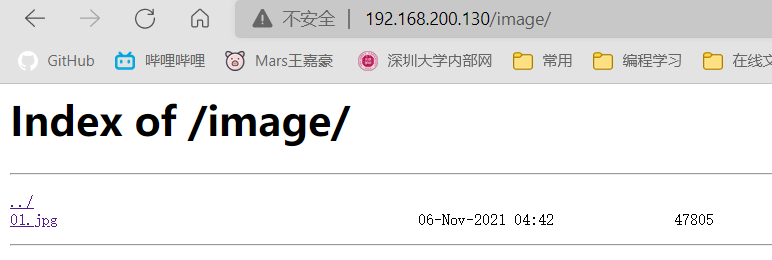 不安全 | 192.168.200.130/image/
GitHub 哔哩哔哩 Mars王嘉豪 深圳大学内部网 常用 编程学习 在线文
Index of /image/
../
01.jpg 06-Nov-2021 04:42 47805